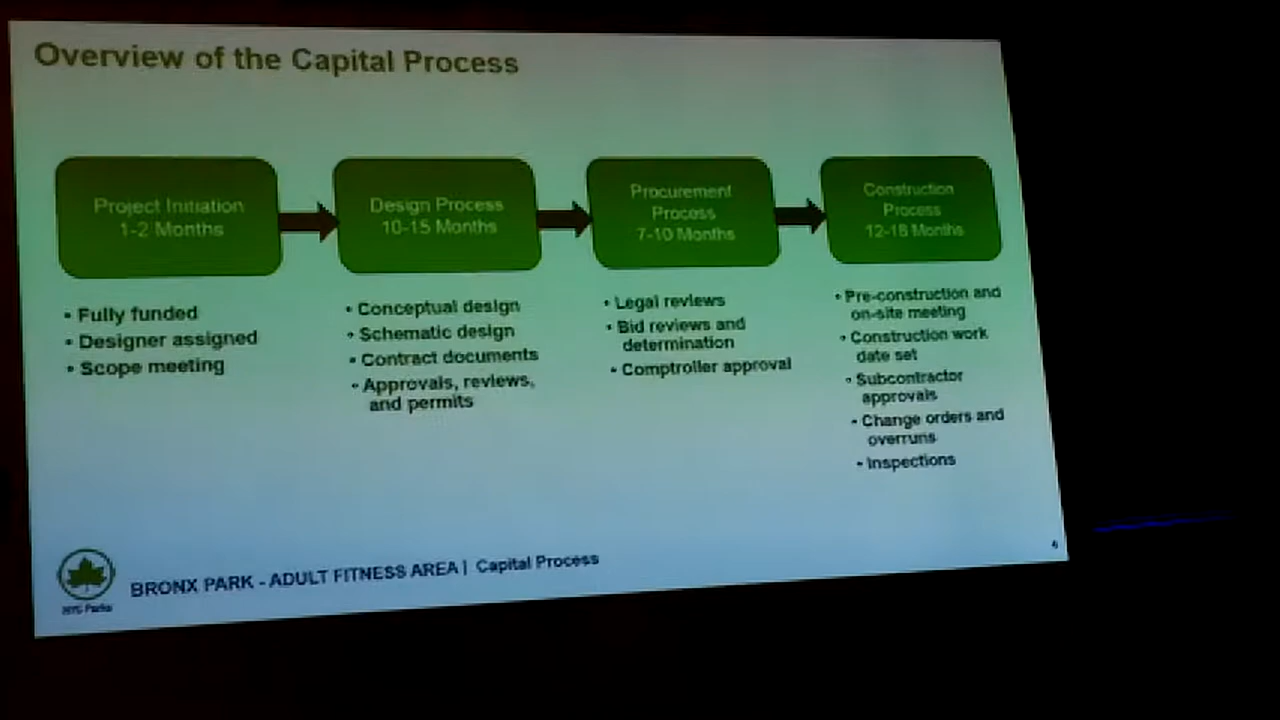 Overview of the Capital Process
Project Initiation
1-2 Months
• Fully funded
• Designer assigned
• Scope meeting
Design Process
10-15 Months
• Conceptual design
• Schematic design
• Contract documents
• Approvals, reviews,
and permits
Procurement
Process
7-10 Months
• Legal reviews
• Bid reviews and
determination
• Comptroller approval
Construction
Process
12-18 Months
• Pre-construction and
on-site meeting
• Construction work
date set
• Subcontractor
approvals
• Change orders and
overruns
• Inspections
NYC Parks
BRONX PARK - ADULT FITNESS AREA | Capital Process